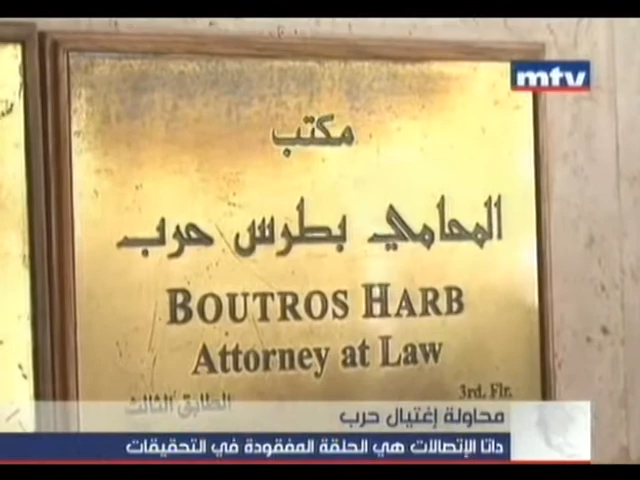 mtv
مكتب
المحامي بطرس حرب
BOUTROS HARB
Attorney at Law
3rd. Flr.
الطابق الثالث
محاولة إغتيال حرب
داتا الإتصالات هي الحلقة المفقودة في التحقيقات